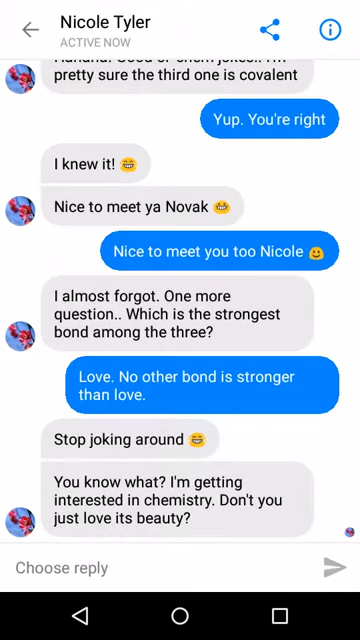 Nicole Tyler
ACTIVE NOW
pretty sure the third one is covalent
Yup. You're right
I knew it! 😁
Nice to meet ya Novak 😁
Nice to meet you too Nicole 😃
I almost forgot. One more
question.. Which is the strongest
bond among the three?
Love. No other bond is stronger
than love.
Stop joking around 😁
You know what? I'm getting
interested in chemistry. Don't you
just love its beauty?
Choose reply